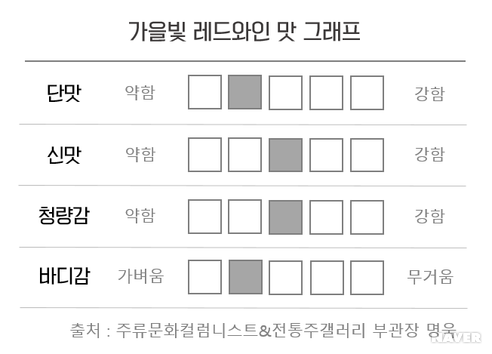 가을빛 레드와인 맛 그래프
단맛 약함 강함
신맛 약함 강함
청량감 약함 강함
바디감 가벼움 무거움
출처 : 주류문화컬럼니스트&전통주갤러리 부관장 명욱
NAVER